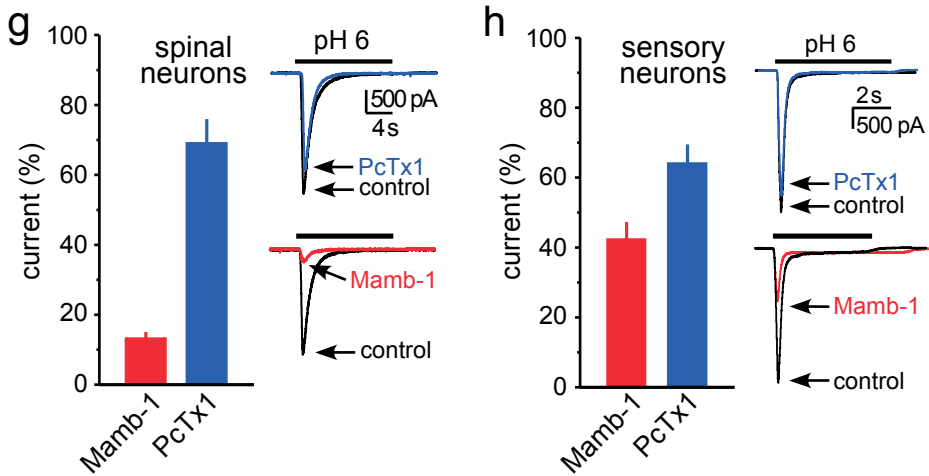 g
spinal
neurons
current (%)
100
80
60
40
20
0
Mamb-1
PcTx1
pH 6
500 pA
4s
PcTx1
control
Mamb-1
control
h
sensory
neurons
current (%)
100
80
60
40
20
0
Mamb-1
PcTx1
pH 6
2s
500 pA
PcTx1
control
Mamb-1
control